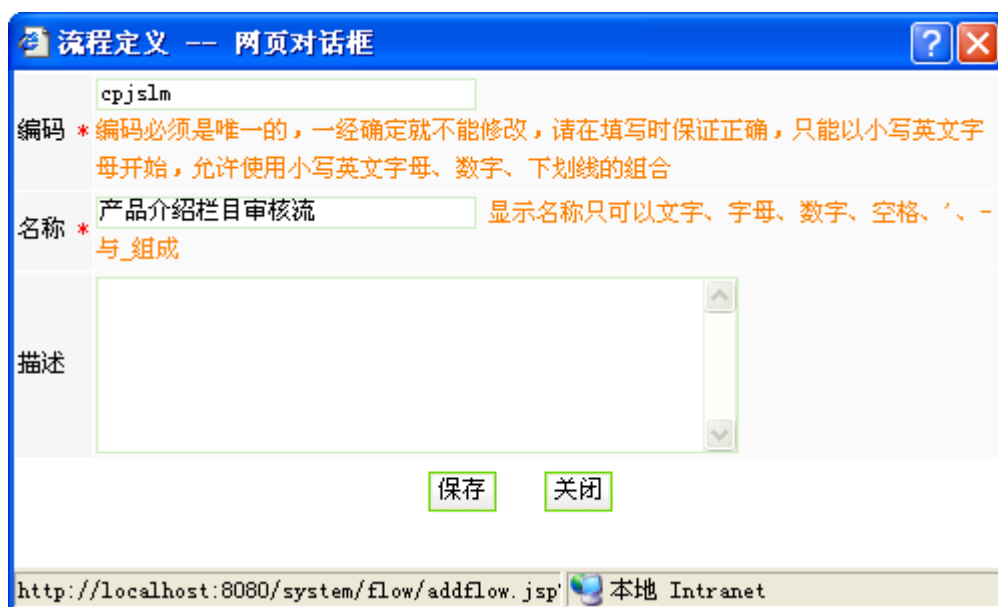 流程定义 -- 网页对话框
cpjslm
编码 * 编码必须是唯一的，一经确定就不能修改，请在填写时保证正确，只能以小写英文字
母开始，允许使用小写英文字母、数字、下划线的组合
名称 * 产品介绍栏目审核流 显示名称只可以文字、字母、数字、空格、'、-
与_组成
描述
保存 关闭
http://localhost:8080/system/flow/addflow.jsp? 本地 Intranet